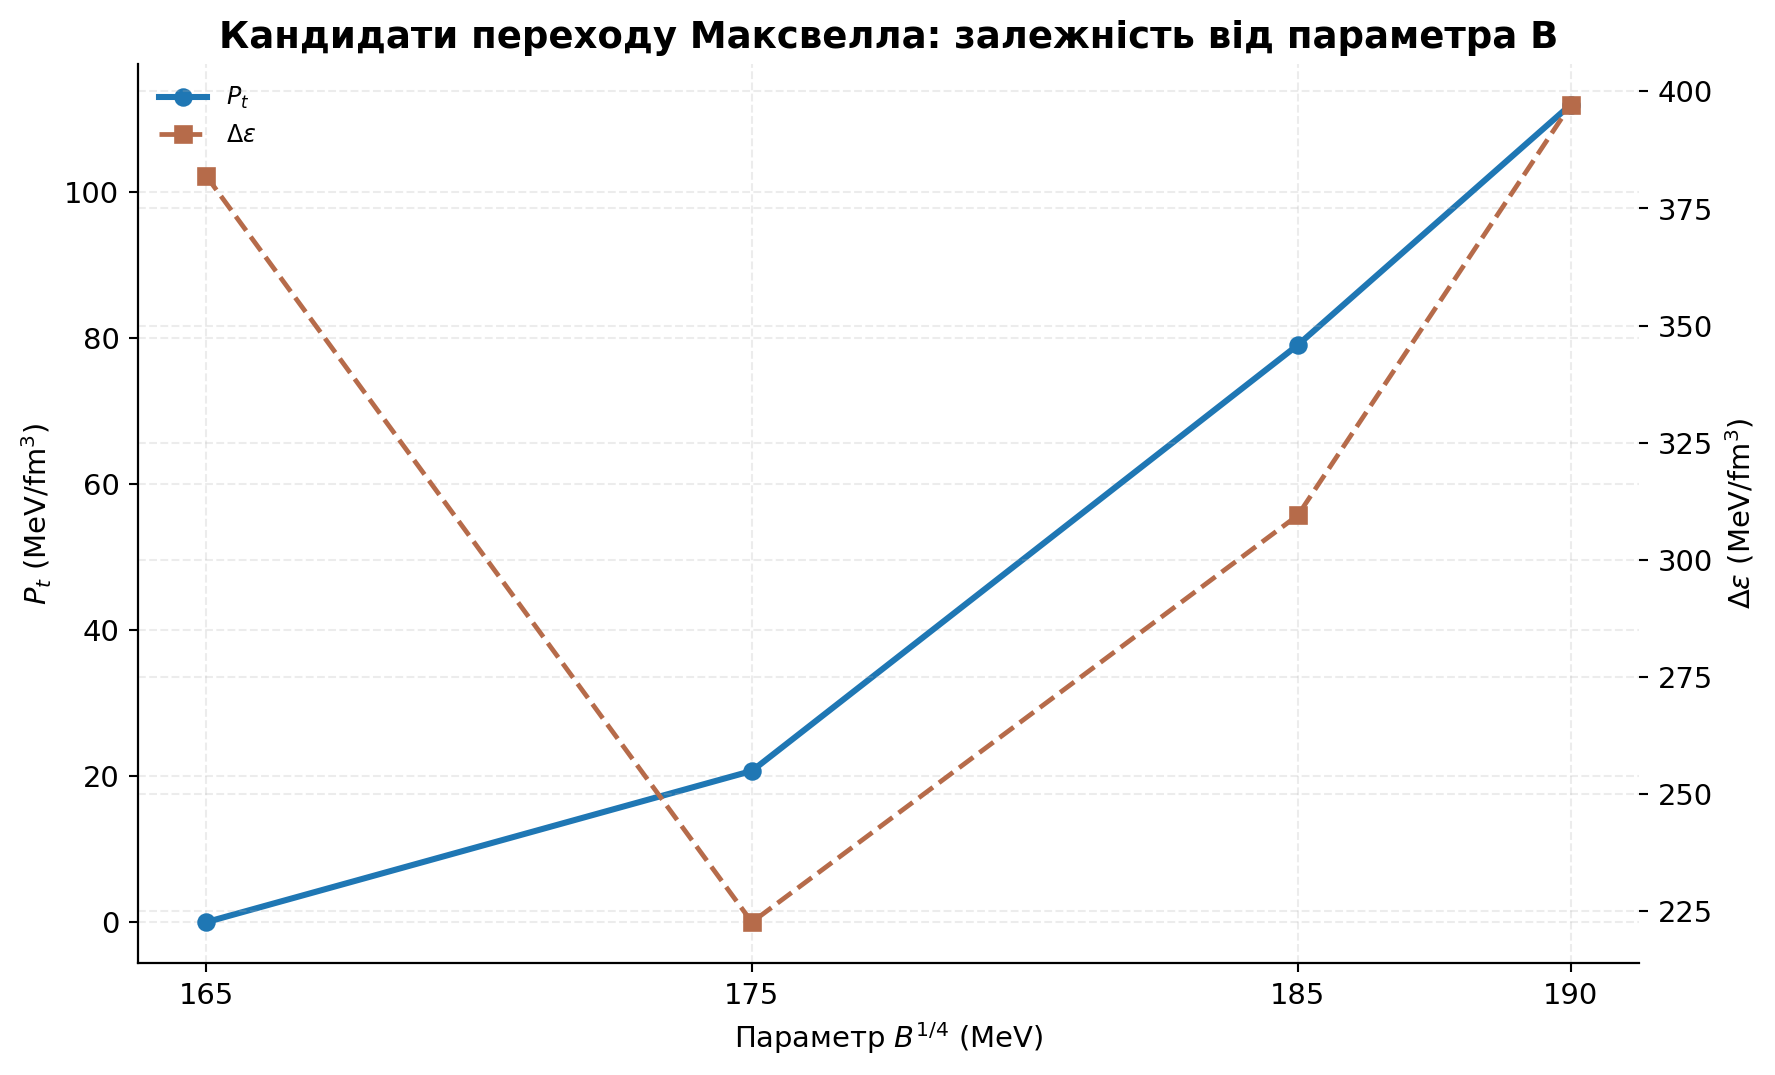 Кандидати переходу Максвелла: залежність від параметра B
P_t
Δε
100
80
60
40
20
0
P_t (MeV/fm³)
400
375
350
325
300
275
250
225
Δε (MeV/fm³)
165 175 185 190
Параметр B^{1/4} (MeV)